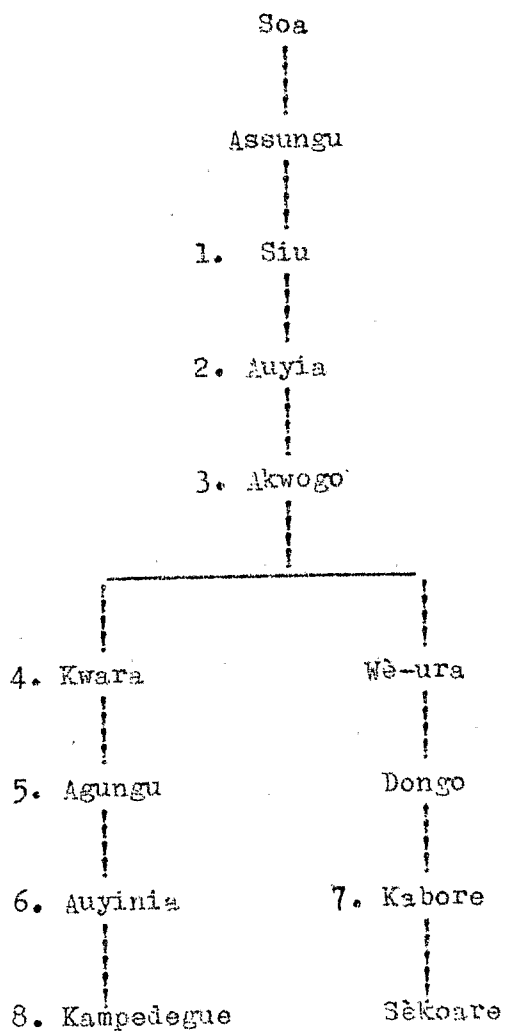 Soa
Assungu
1. Siu
2. Auyia
3. Akwogo
4. Kwara Wè-ura
5. Agungu Dongo
6. Auyinia 7. Kabore
8. Kampedegue Sèkoare